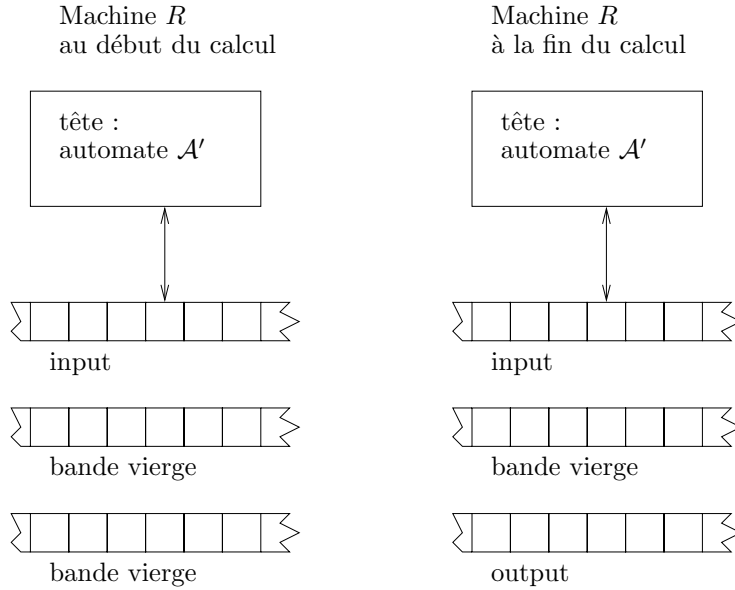 Machine R
au début du calcul
tête :
automate A′
input
bande vierge
bande vierge
Machine R
à la fin du calcul
tête :
automate A′
input
bande vierge
output